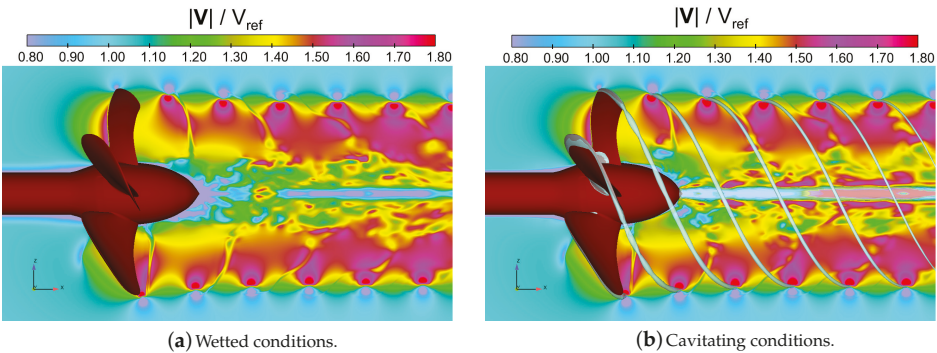 |V| / Vref
0.80 0.90 1.00 1.10 1.20 1.30 1.40 1.50 1.60 1.70 1.80
z
x
(a) Wetted conditions.
|V| / Vref
0.80 0.90 1.00 1.10 1.20 1.30 1.40 1.50 1.60 1.70 1.80
z
x
(b) Cavitating conditions.